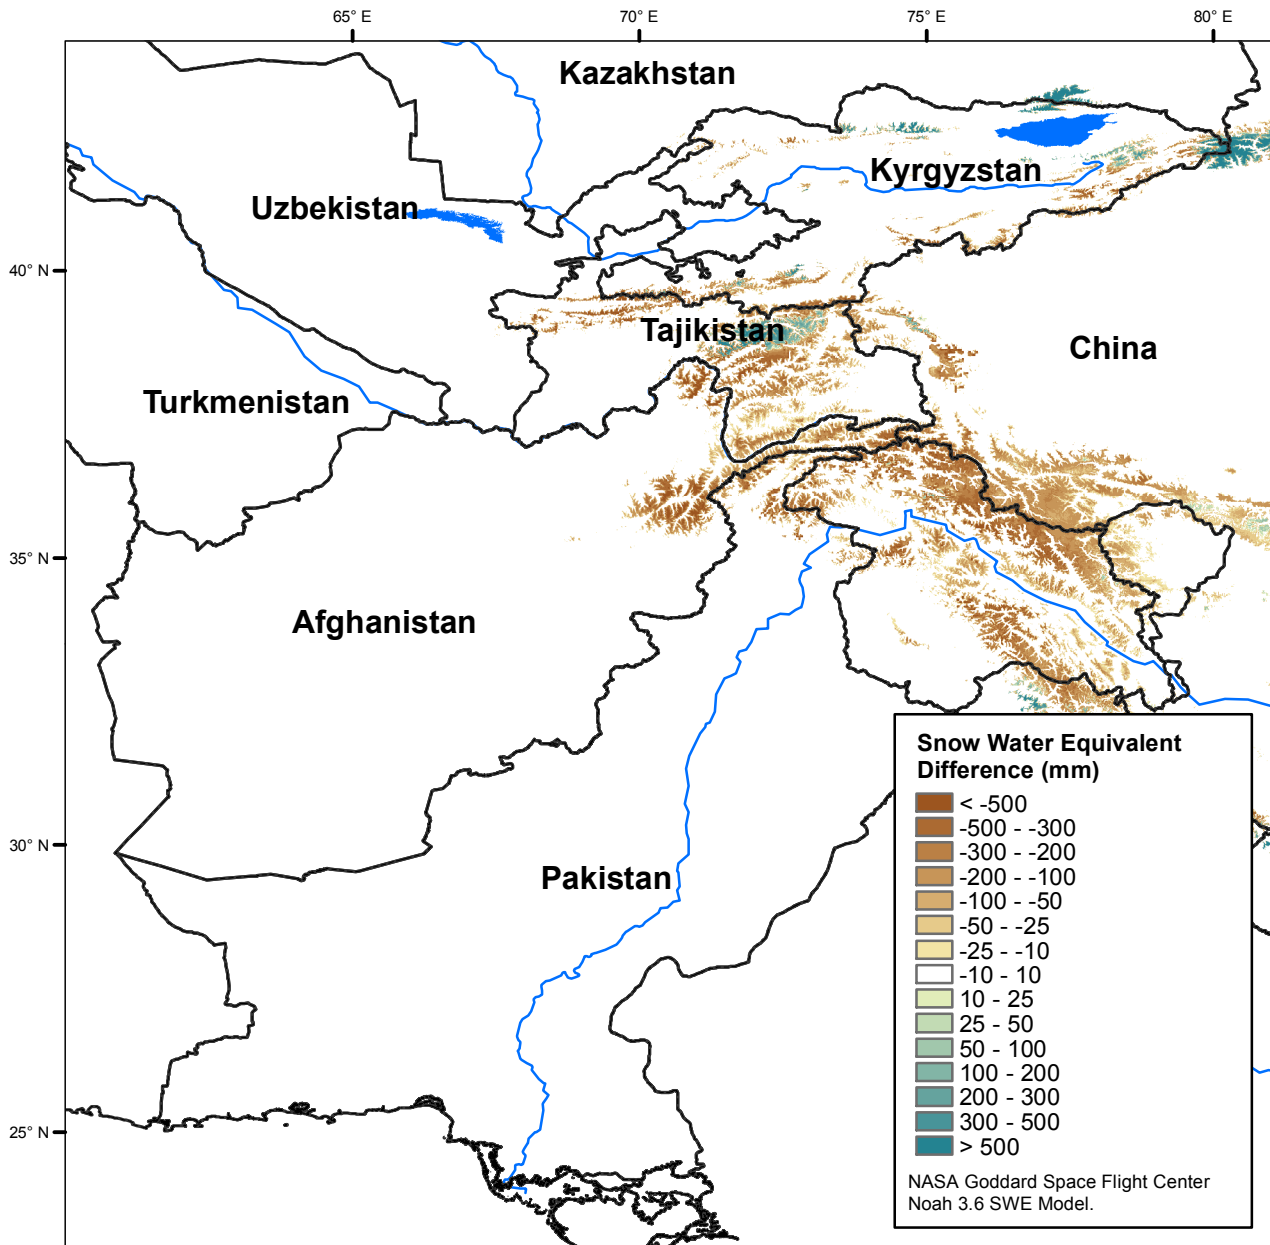 65° E
70° E
75° E
80° E
Kazakhstan
Kyrgyzstan
Uzbekistan
40° N
Tajikistan
China
Turkmenistan
35° N
Afghanistan
Snow Water Equivalent
Difference (mm)
< -500
-500 - -300
-300 - -200
-200 - -100
-100 - -50
-50 - -25
-25 - -10
-10 - 10
10 - 25
25 - 50
50 - 100
100 - 200
200 - 300
300 - 500
> 500
NASA Goddard Space Flight Center
Noah 3.6 SWE Model.
30° N
Pakistan
25° N